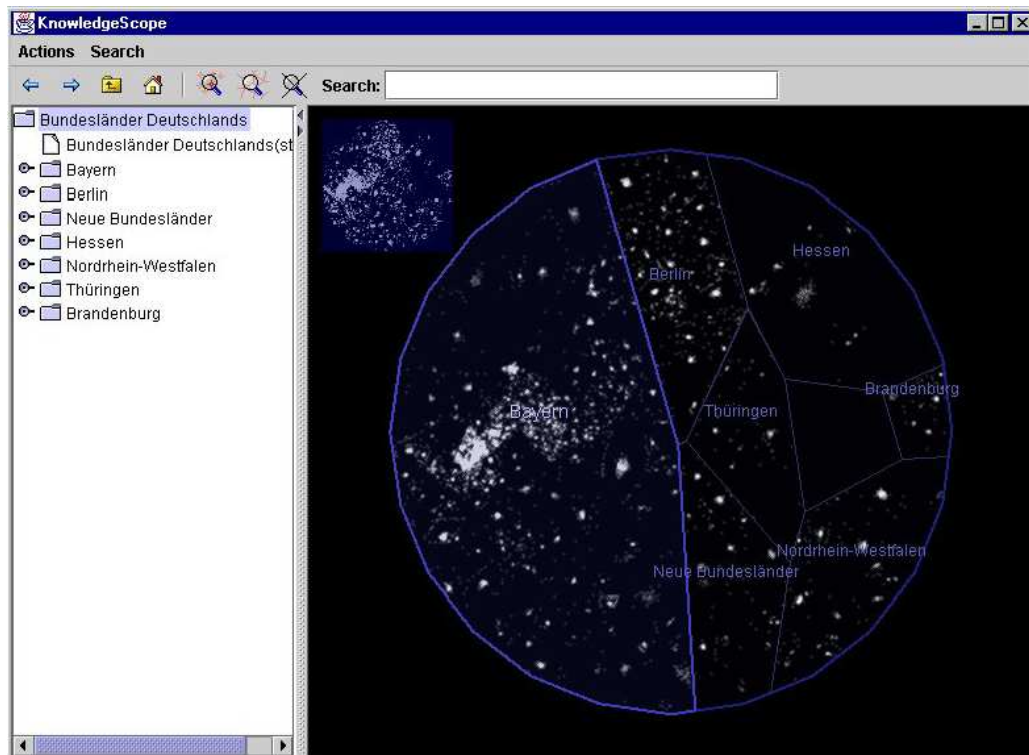 KnowledgeScope
Actions Search
Search:
Bundesländer Deutschlands
Bundesländer Deutschlands(st
Bayern
Berlin
Neue Bundesländer
Hessen
Nordrhein-Westfalen
Thüringen
Brandenburg
Hessen
Berlin
Brandenburg
Bayern
Thüringen
Nordrhein-Westfalen
Neue Bundesländer